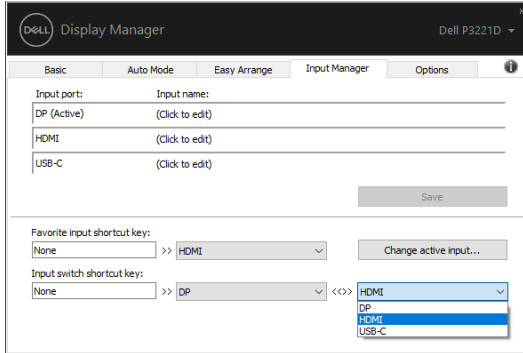 DELL Display Manager Dell P3221D
Basic Auto Mode Easy Arrange Input Manager Options
Input port: Input name:
DP (Active) (Click to edit)
HDMI (Click to edit)
USB-C (Click to edit)
Save
Favorite input shortcut key:
None >> HDMI Change active input...
Input switch shortcut key:
None >> DP <<>> HDMI
DP
HDMI
USB-C